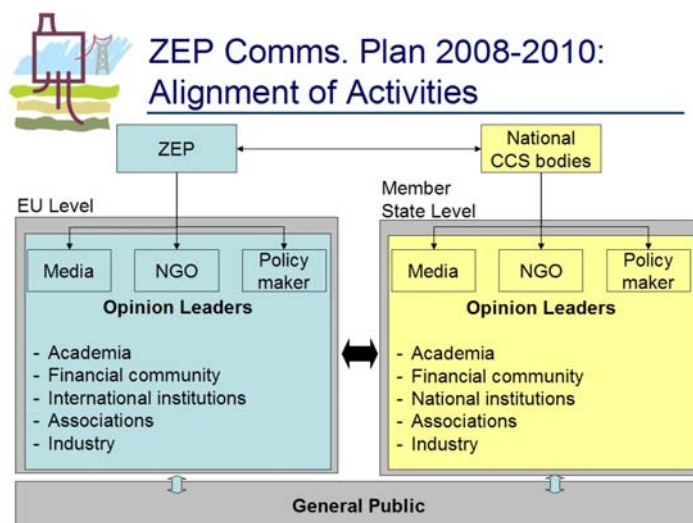 ZEP Comms. Plan 2008-2010:
Alignment of Activities
ZEP
National
CCS bodies
EU Level
Media
NGO
Policy
maker
Opinion Leaders
- Academia
- Financial community
- International institutions
- Associations
- Industry
Member
State Level
Media
NGO
Policy
maker
Opinion Leaders
- Academia
- Financial community
- National institutions
- Associations
- Industry
General Public